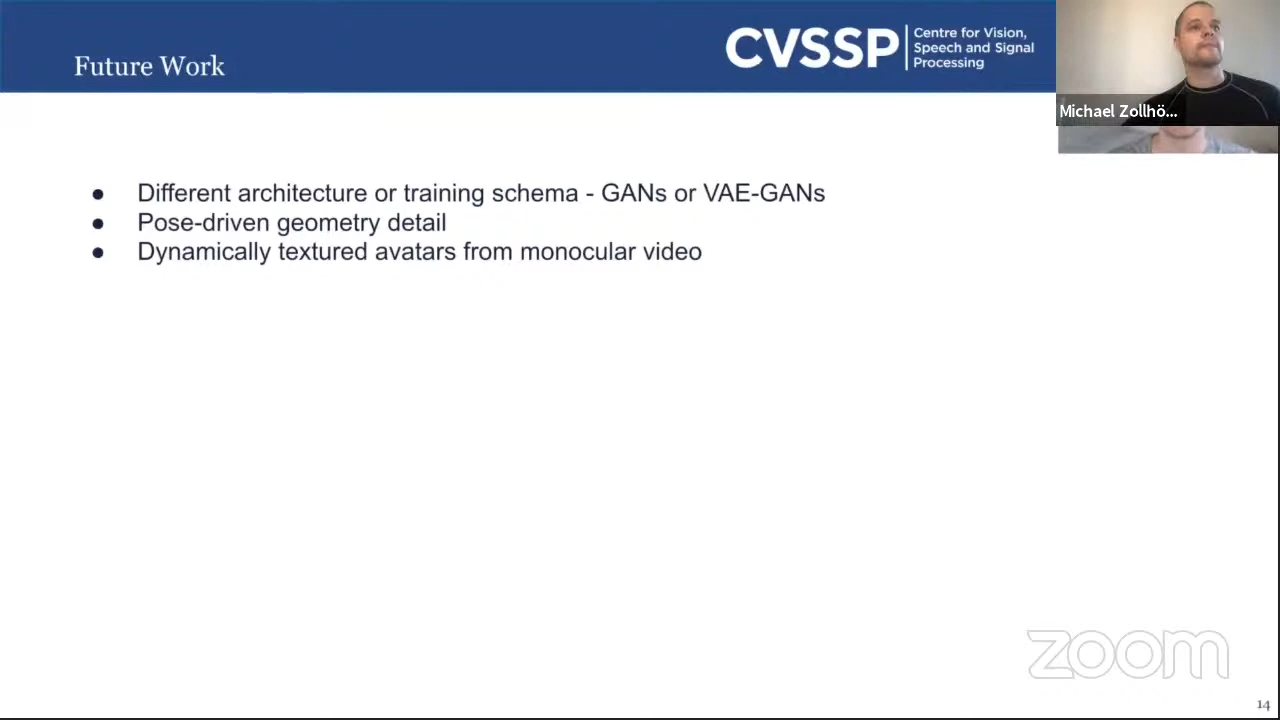 Future Work
CVSSP
Centre for Vision,
Speech and Signal
Processing
Michael Zollhö...
● Different architecture or training schema - GANs or VAE-GANs
● Pose-driven geometry detail
● Dynamically textured avatars from monocular video
zoom
14